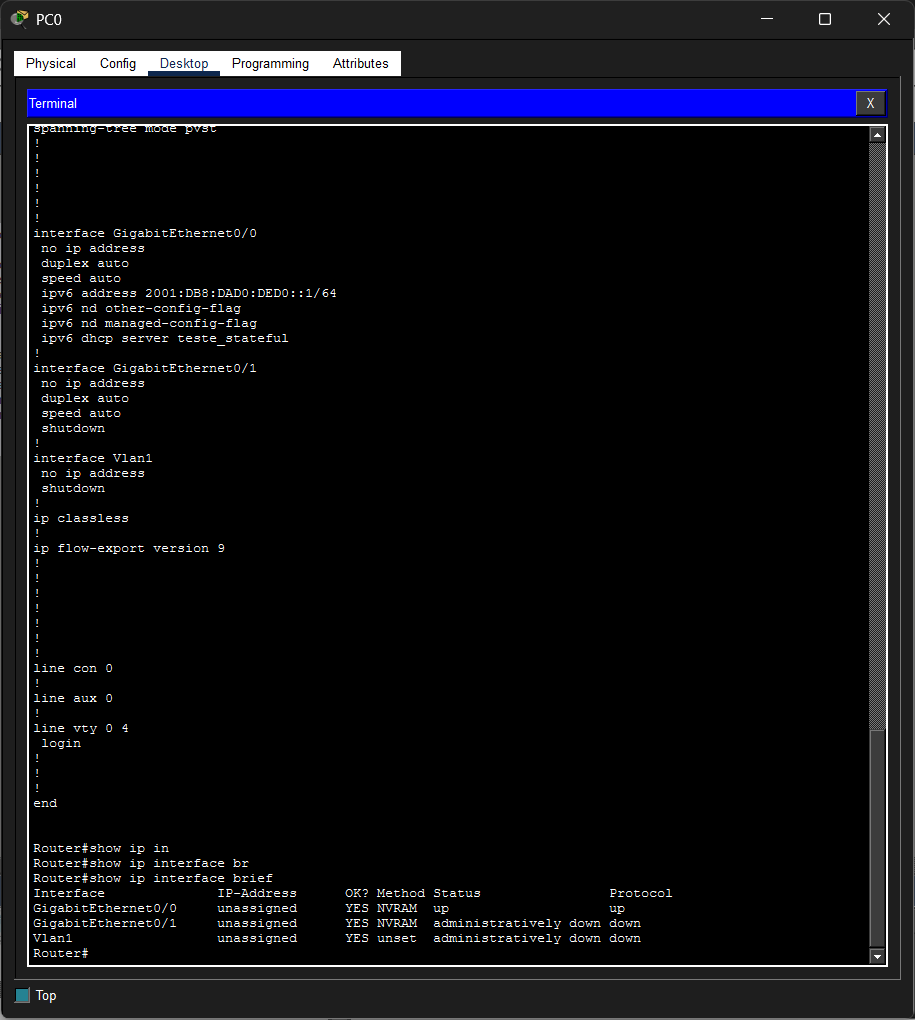 PC0
Physical Config Desktop Programming Attributes
Terminal X
spanning-tree mode pvst
!
!
!
!
!
!
interface GigabitEthernet0/0
 no ip address
 duplex auto
 speed auto
 ipv6 address 2001:DB8:DAD0:DED0::1/64
 ipv6 nd other-config-flag
 ipv6 nd managed-config-flag
 ipv6 dhcp server teste_stateful
!
interface GigabitEthernet0/1
 no ip address
 duplex auto
 speed auto
 shutdown
!
interface Vlan1
 no ip address
 shutdown
!
ip classless
!
ip flow-export version 9
!
!
!
!
!
!
!
line con 0
!
line aux 0
!
line vty 0 4
 login
!
!
!
end
Router#show ip in
Router#show ip interface br
Router#show ip interface brief
Interface IP-Address OK? Method Status Protocol
GigabitEthernet0/0 unassigned YES NVRAM up up
GigabitEthernet0/1 unassigned YES NVRAM administratively down down
Vlan1 unassigned YES unset administratively down down
Router#
Top